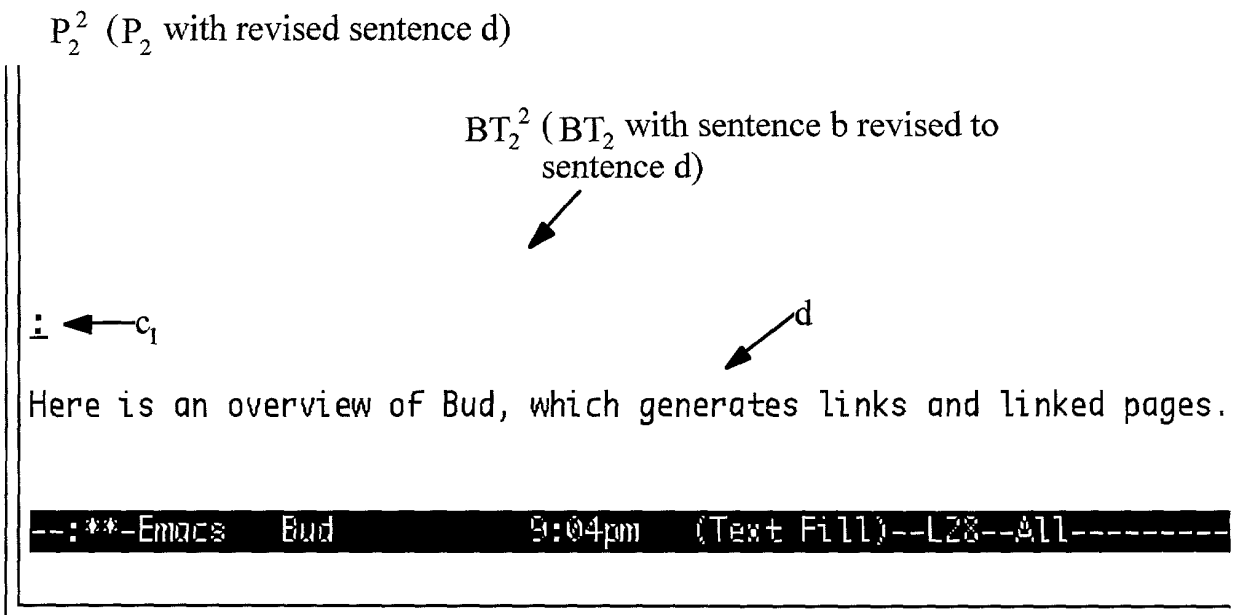 P₂² (P₂ with revised sentence d)
BT₂² ( BT₂ with sentence b revised to
sentence d)
: c₁
d
Here is an overview of Bud, which generates links and linked pages.
--:**-Emacs Bud 9:04pm (Text Fill)--L28--All---------